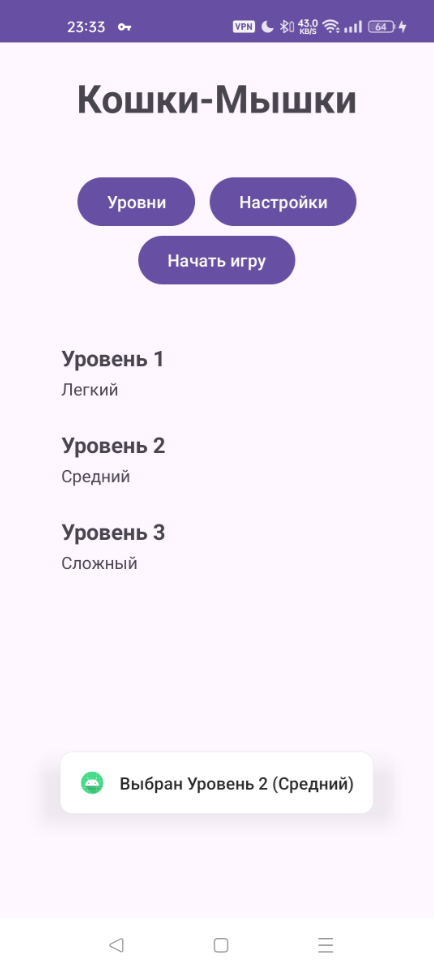 23:33 VPN 43.0 KB/S 64
Кошки-Мышки
Уровни Настройки
Начать игру
Уровень 1
Легкий
Уровень 2
Средний
Уровень 3
Сложный
Выбран Уровень 2 (Средний)